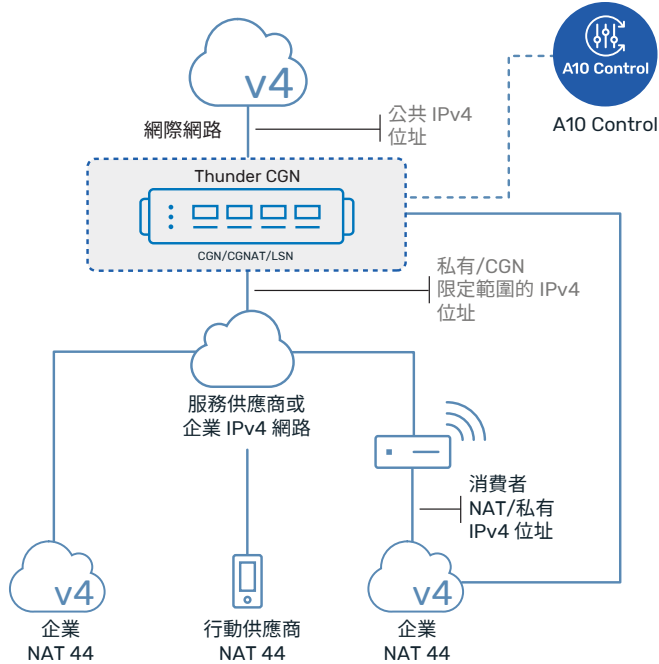 v4
A10 Control
A10 Control
網際網路
公共 IPv4
位址
Thunder CGN
CGN/CGNAT/LSN
私有/CGN
限定範圍的 IPv4
位址
服務供應商或
企業 IPv4 網路
消費者
NAT/私有
IPv4 位址
v4
企業
NAT 44
行動供應商
NAT 44
v4
企業
NAT 44